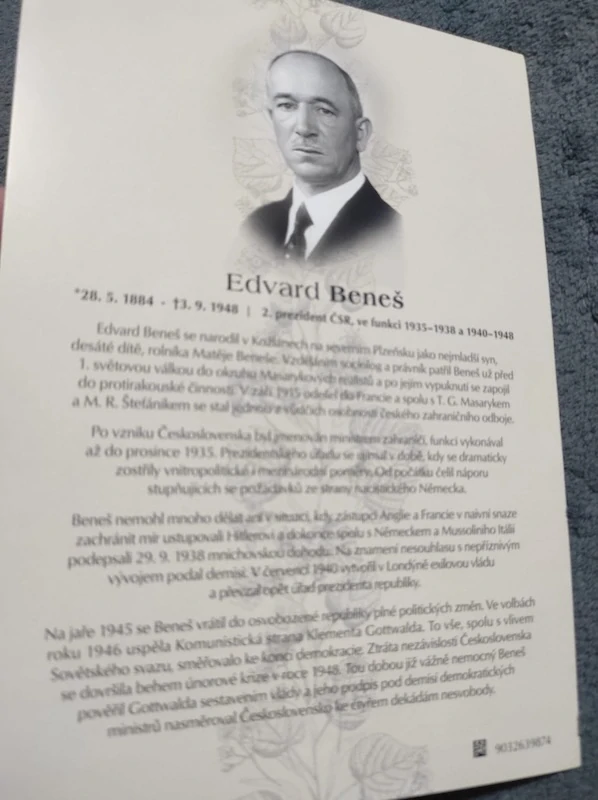 Edvard Beneš
*28. 5. 1884 - †3. 9. 1948 | 2. prezident ČSR, ve funkci 1935–1938 a 1940–1948
Edvard Beneš se narodil v Kožlanech na severním Plzeňsku jako nejmladší syn,
desáté dítě, rolníka Matěje Beneše. Vzděláním sociolog a právník patřil Beneš už před
1. světovou válkou do okruhu Masarykových realistů a po jejím vypuknutí se zapojil
do protirakouské činnosti. V září 1915 odešel do Francie a spolu s T. G. Masarykem
a M. R. Štefánikem se stal jednou z vůdčích osobností českého zahraničního odboje.
Po vzniku Československa byl jmenován ministrem zahraničí, funkci vykonával
až do prosince 1935. Prezidentského úřadu se ujímal v době, kdy se dramaticky
zostřily vnitropolitické i mezinárodní poměry. Od počátku čelil náporu
stupňujících se požadavků ze strany nacistického Německa.
Beneš nemohl mnoho dělat ani v situaci, kdy zástupci Anglie a Francie v naivní snaze
zachránit mír ustupovali Hitlerovi a dokonce spolu s Německem a Mussoliniho Itálií
podepsali 29. 9. 1938 mnichovskou dohodu. Na znamení nesouhlasu s nepříznivým
vývojem podal demisi. V červenci 1940 vytvořil v Londýně exilovou vládu
a převzal opět úřad prezidenta republiky.
Na jaře 1945 se Beneš vrátil do osvobozené republiky plné politických změn. Ve volbách
roku 1946 uspěla Komunistická strana Klementa Gottwalda. To vše, spolu s vlivem
Sovětského svazu, směřovalo ke konci demokracie. Ztráta nezávislosti Československa
se dovršila během únorové krize v roce 1948. Tou dobou již vážně nemocný Beneš
pověřil Gottwalda sestavením vlády a jeho podpis pod demisí demokratických
ministrů nasměroval Československo ke čtyřem dekádám nesvobody.
9032639874